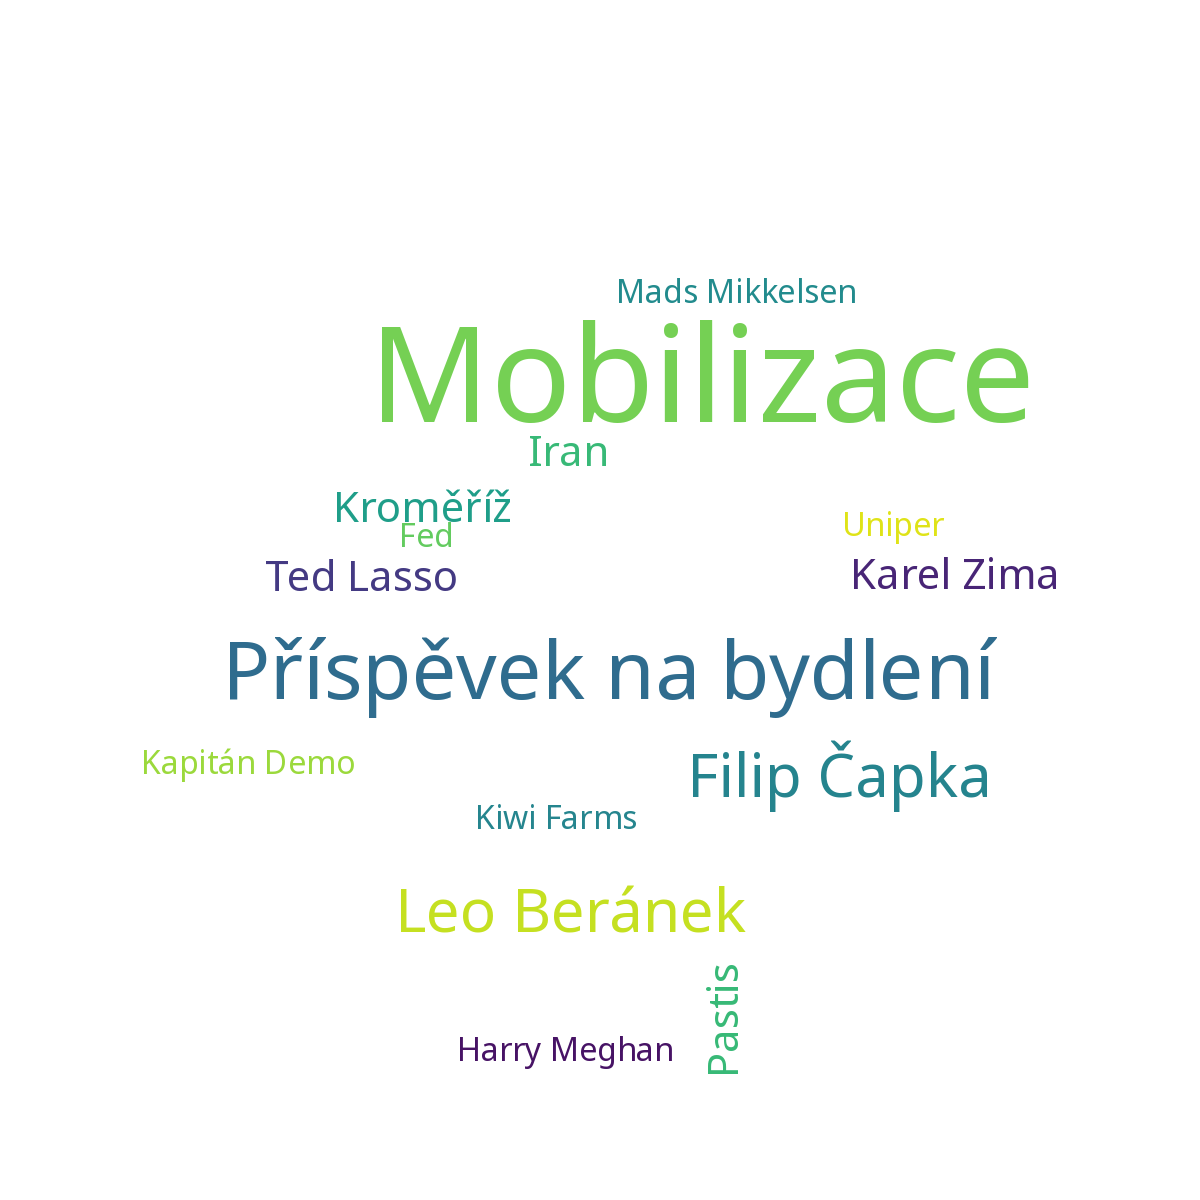 Mads Mikkelsen
Mobilizace
Iran
Kroměříž
Uniper
Fed
Ted Lasso
Karel Zima
Příspěvek na bydlení
Kapitán Demo
Filip Čapka
Kiwi Farms
Leo Beránek
Pastis
Harry Meghan